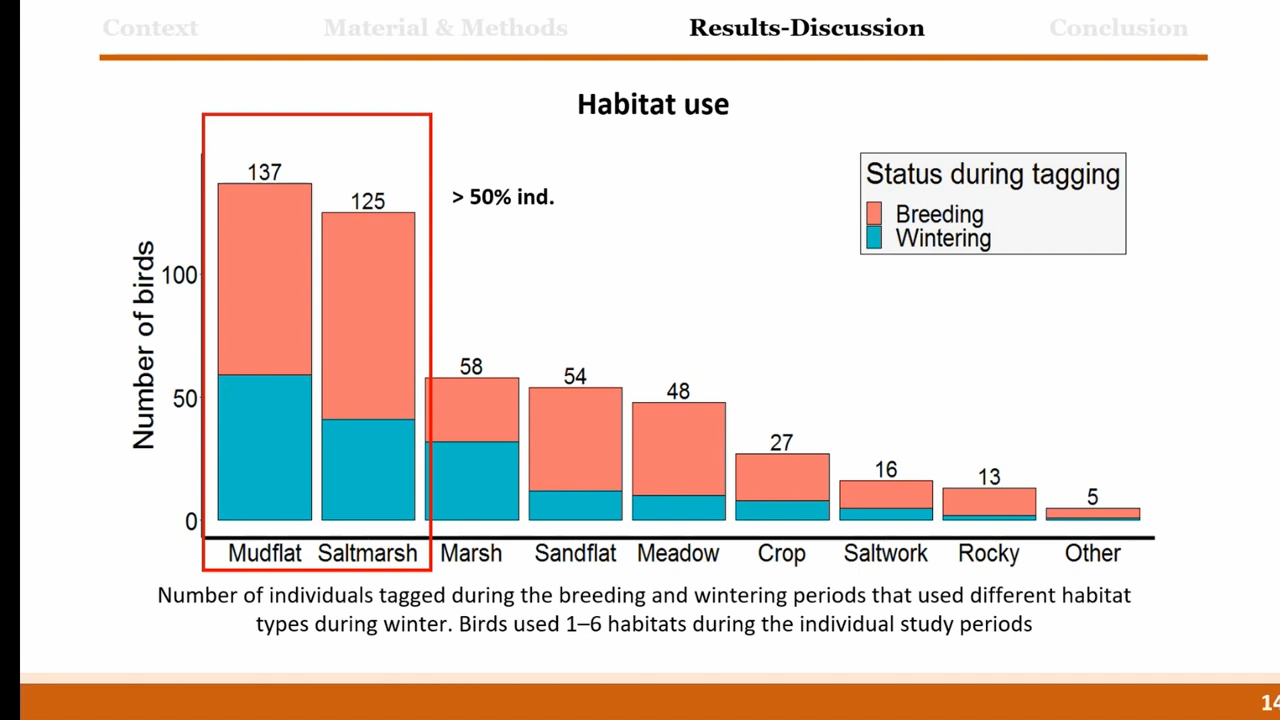 Context Material & Methods Results-Discussion Conclusion
Habitat use
137
125
> 50% ind.
Status during tagging
Breeding
Wintering
Number of birds
100
50
0
58
54
48
27
16
13
5
Mudflat Saltmarsh Marsh Sandflat Meadow Crop Saltwork Rocky Other
Number of individuals tagged during the breeding and wintering periods that used different habitat
types during winter. Birds used 1–6 habitats during the individual study periods
14